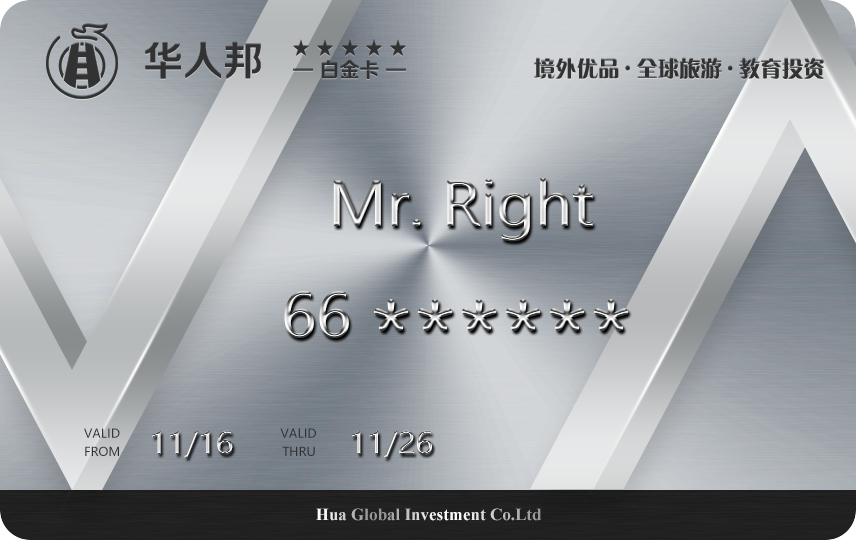 华人邦
★★★★★
— 白金卡 —
境外优品·全球旅游·教育投资
Mr. Right
66 ******
VALID FROM 11/16 VALID THRU 11/26
Hua Global Investment Co.Ltd